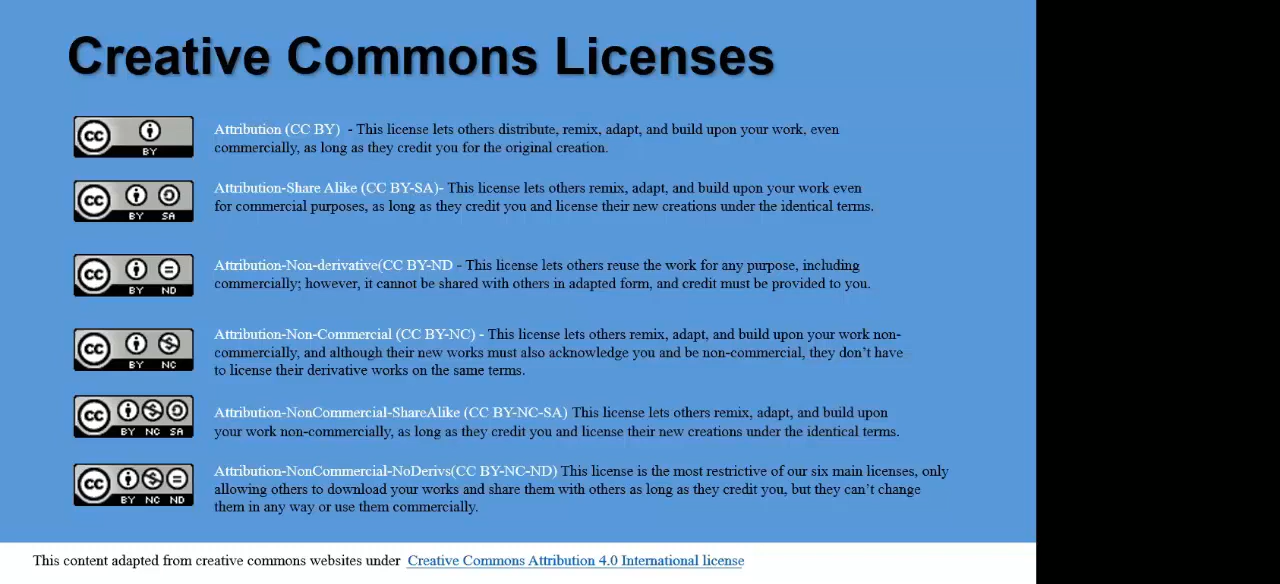 Creative Commons Licenses
cc BY
Attribution (CC BY)  - This license lets others distribute, remix, adapt, and build upon your work, even
commercially, as long as they credit you for the original creation.
cc BY SA
Attribution-Share Alike (CC BY-SA)- This license lets others remix, adapt, and build upon your work even
for commercial purposes, as long as they credit you and license their new creations under the identical terms.
cc BY ND
Attribution-Non-derivative(CC BY-ND - This license lets others reuse the work for any purpose, including
commercially; however, it cannot be shared with others in adapted form, and credit must be provided to you.
cc BY NC
Attribution-Non-Commercial (CC BY-NC) - This license lets others remix, adapt, and build upon your work non-
commercially, and although their new works must also acknowledge you and be non-commercial, they don’t have
to license their derivative works on the same terms.
cc BY NC SA
Attribution-NonCommercial-ShareAlike (CC BY-NC-SA) This license lets others remix, adapt, and build upon
your work non-commercially, as long as they credit you and license their new creations under the identical terms.
cc BY NC ND
Attribution-NonCommercial-NoDerivs(CC BY-NC-ND) This license is the most restrictive of our six main licenses, only
allowing others to download your works and share them with others as long as they credit you, but they can’t change
them in any way or use them commercially.
This content adapted from creative commons websites under  Creative Commons Attribution 4.0 International license